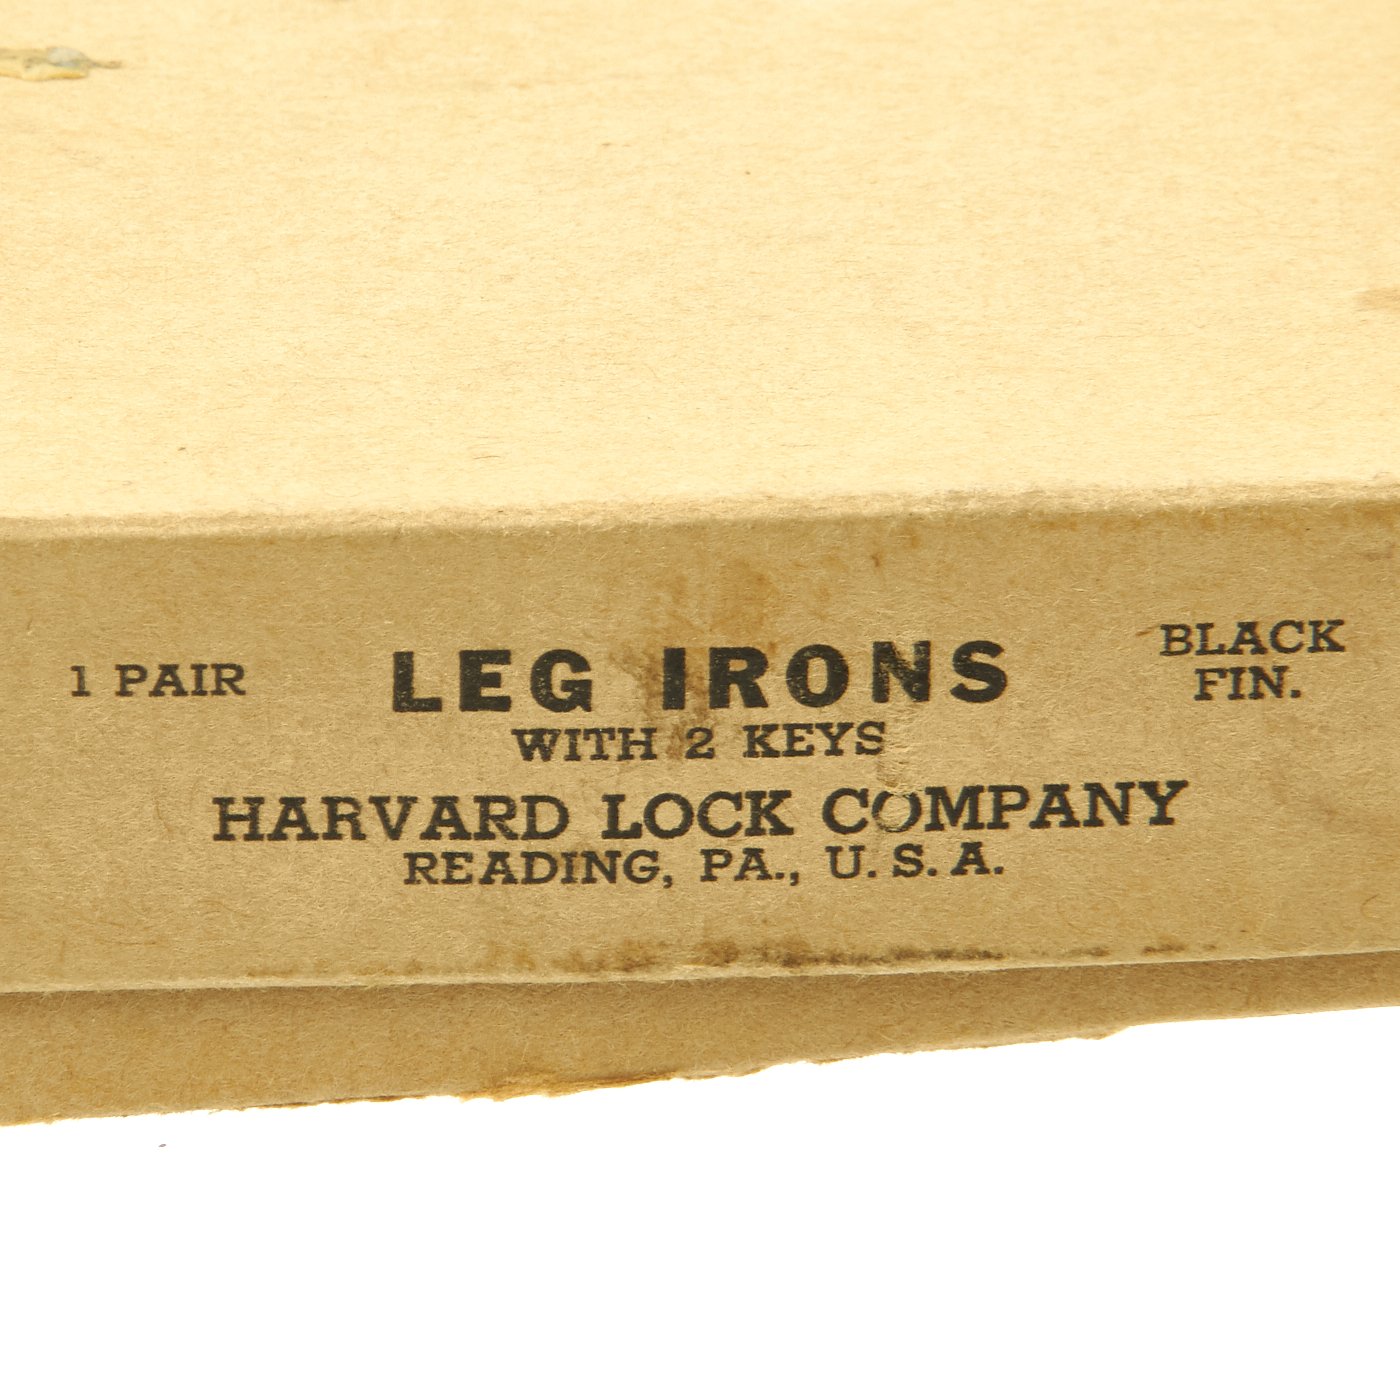 1 PAIR
LEG IRONS
BLACK
FIN.
WITH 2 KEYS
HARVARD LOCK COMPANY
READING, PA., U.S.A.